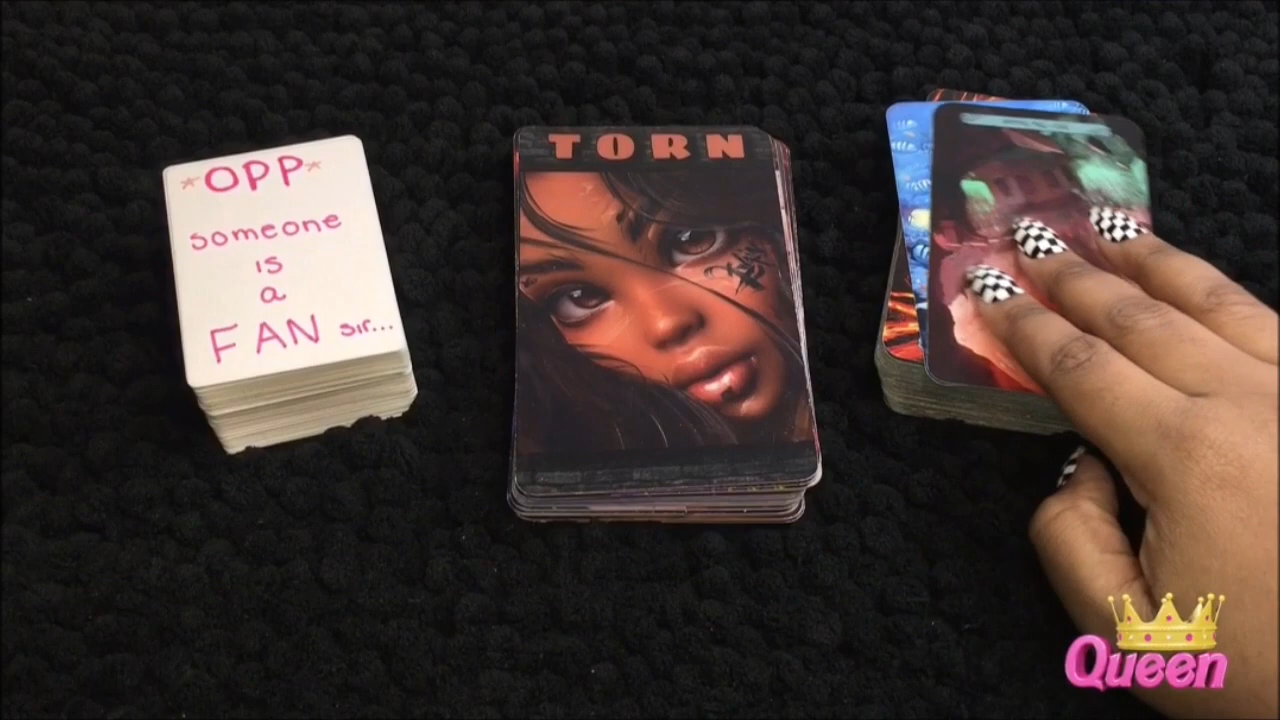 *OPP*
someone
is
a
FAN sir...
TORN
Queen